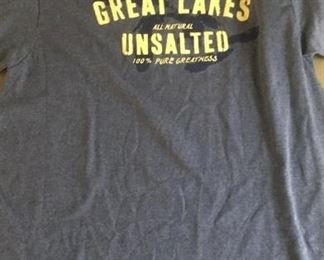 GREAT LAKES
ALL NATURAL
UNSALTED
100% PURE GREATNESS